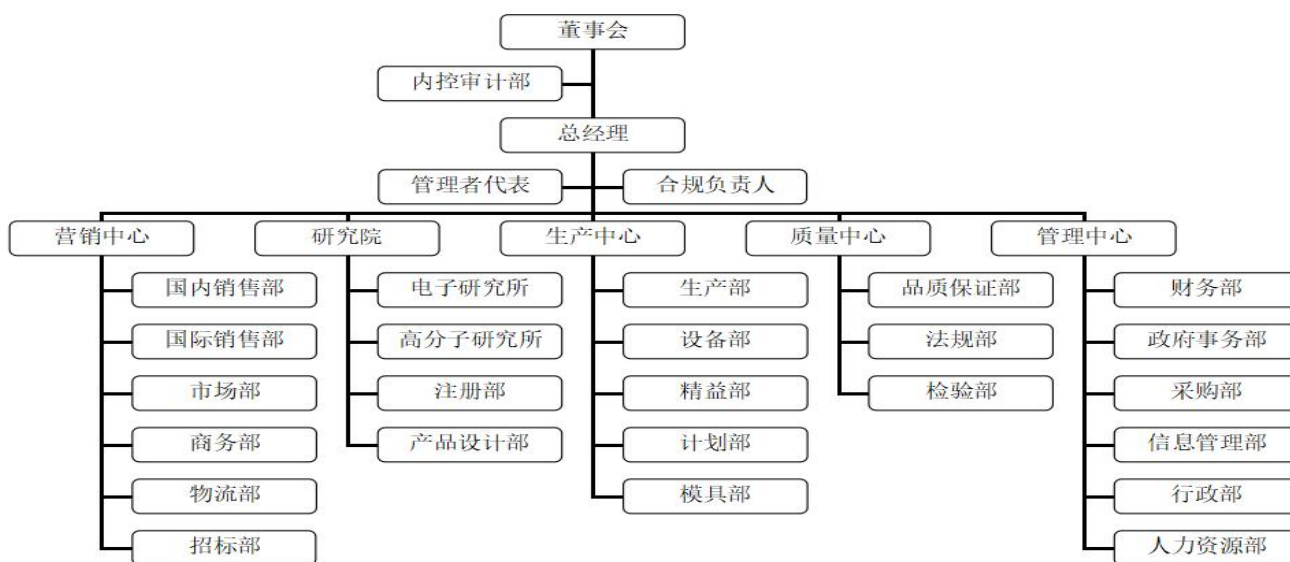 董事会
内控审计部
总经理
管理者代表
合规负责人
营销中心
研究院
生产中心
质量中心
管理中心
国内销售部
电子研究所
生产部
品质保证部
财务部
国际销售部
高分子研究所
设备部
法规部
政府事务部
市场部
注册部
精益部
检验部
采购部
商务部
产品设计部
计划部
信息管理部
物流部
模具部
行政部
招标部
人力资源部